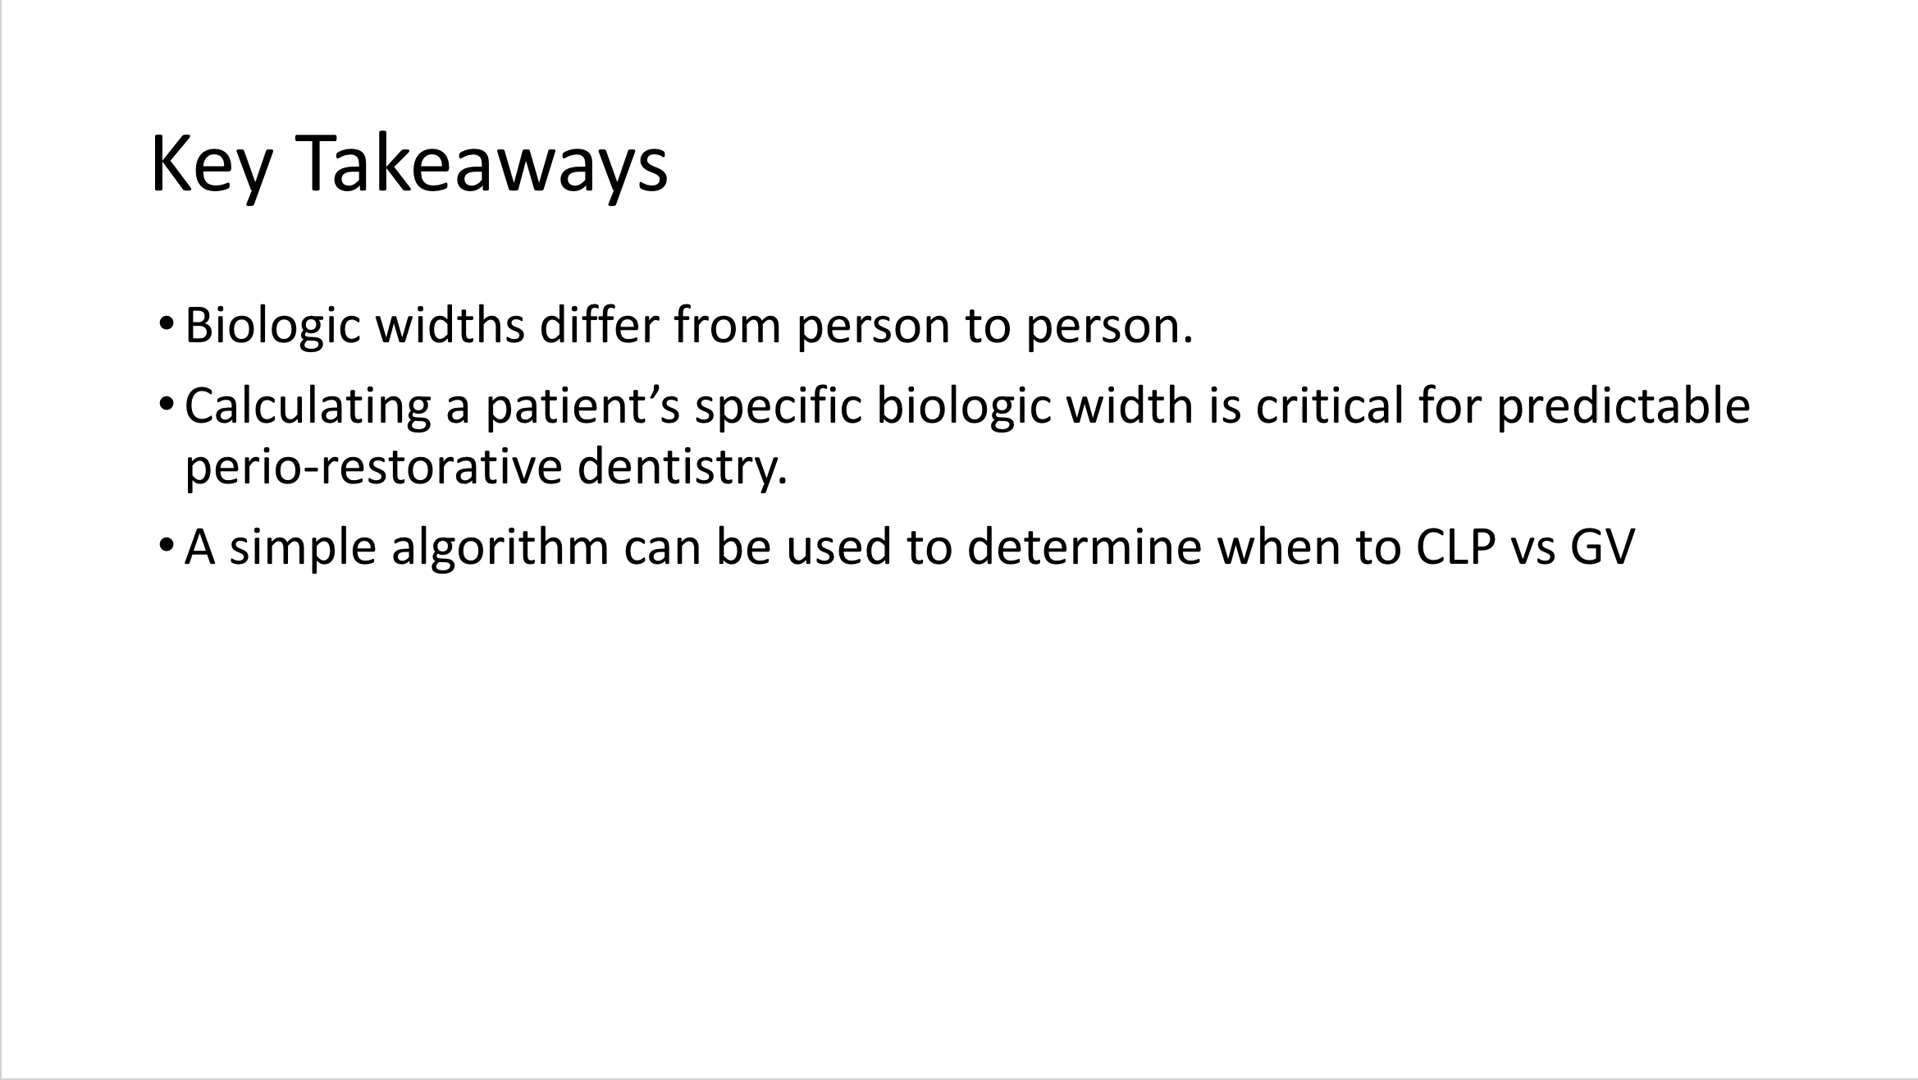 Key Takeaways
• Biologic widths differ from person to person.
• Calculating a patient’s specific biologic width is critical for predictable
perio-restorative dentistry.
• A simple algorithm can be used to determine when to CLP vs GV